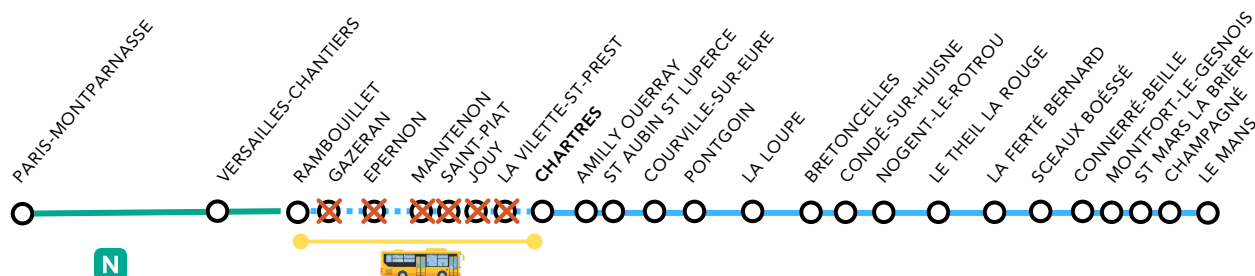 PARIS-MONTPARNASSE
VERSAILLES-CHANTIERS
RAMBOUILLET
GAZERAN
EPERNON
MAINTENON
SAINT-PIAT
JOUY
LA VILETTE-ST-PREST
CHARTRES
AMILLY OUERRAY
ST AUBIN ST LUPERCE
COURVILLE-SUR-EURE
PONTGOIN
LA LOUPE
BRETONCELLES
CONDÉ-SUR-HUISNE
NOGENT-LE-ROTROU
LE THEIL LA ROUGE
LA FERTÉ BERNARD
SCEAUX BOËSSÉ
CONNERRÉ-BEILLE
MONTFORT-LE-GESNOIS
ST MARS LA BRIÈRE
CHAMPAGNÉ
LE MANS
N